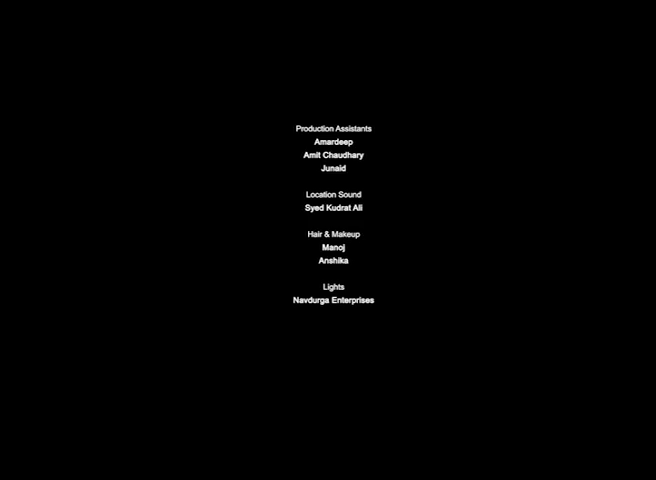 Production Assistants
Amardeep
Amit Chaudhary
Junaid
Location Sound
Syed Kudrat Ali
Hair & Makeup
Manoj
Anshika
Lights
Navdurga Enterprises